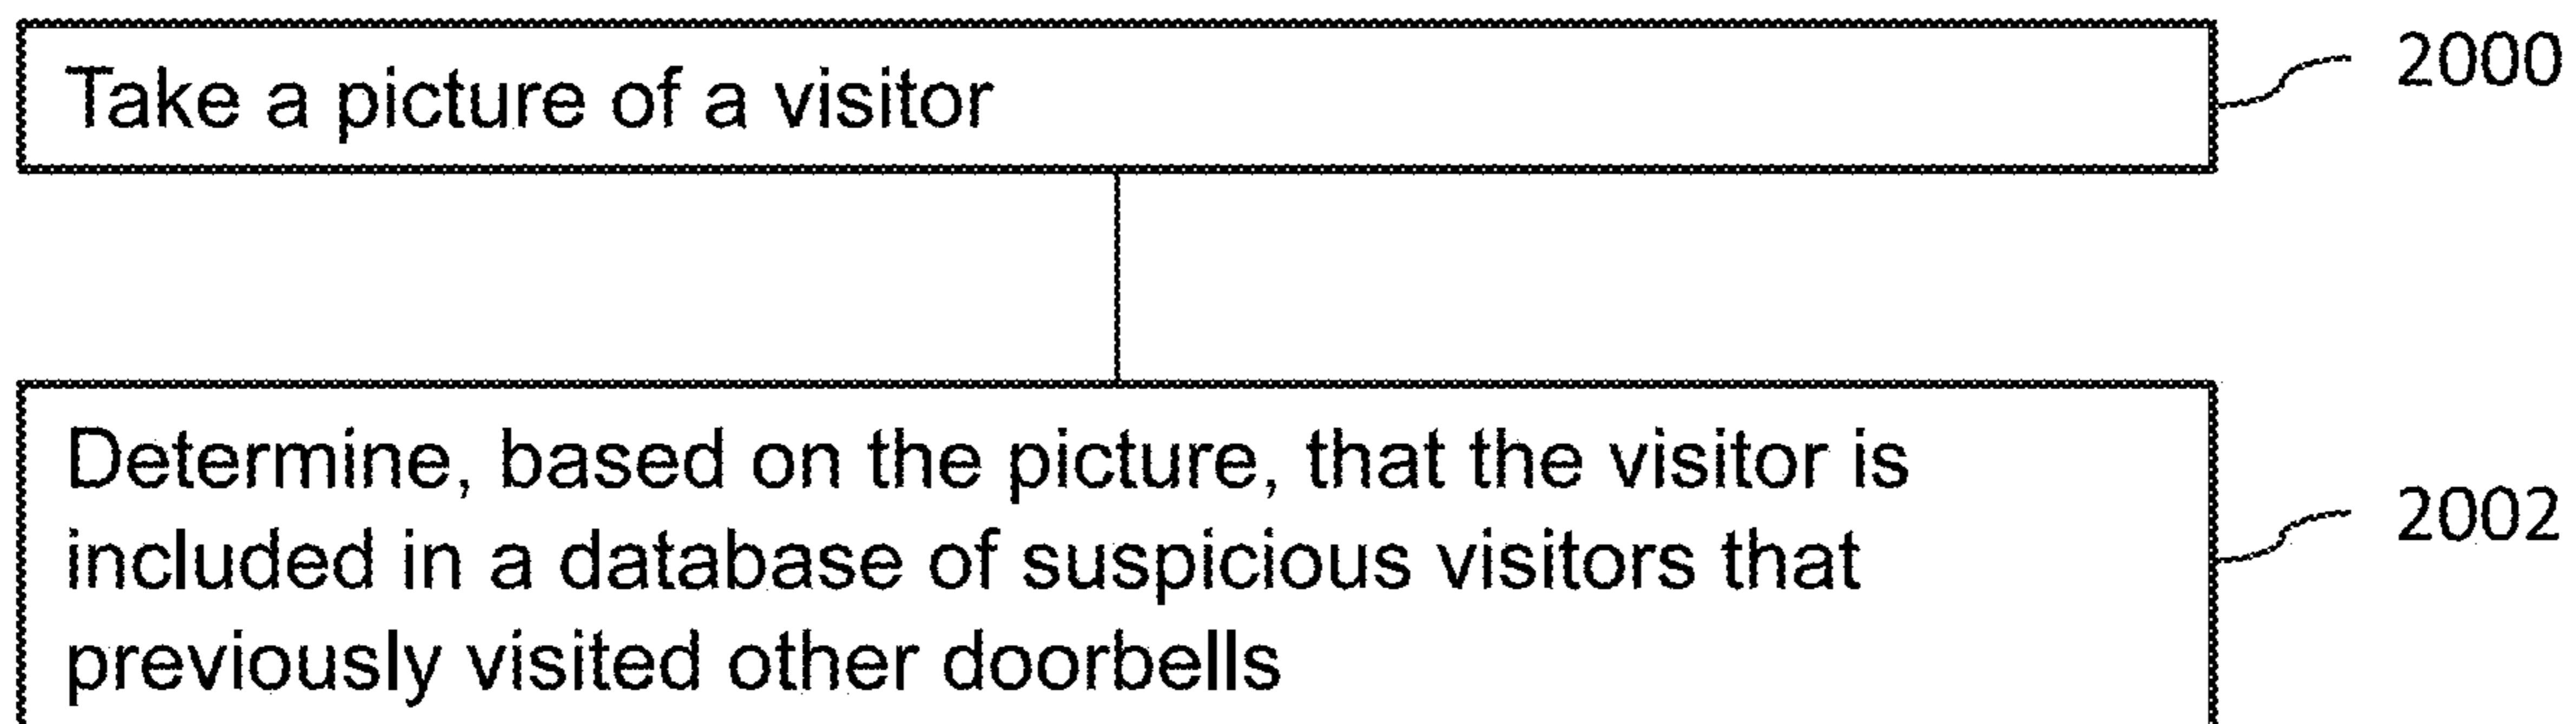 Take a picture of a visitor
2000
Determine, based on the picture, that the visitor is
included in a database of suspicious visitors that
previously visited other doorbells
2002